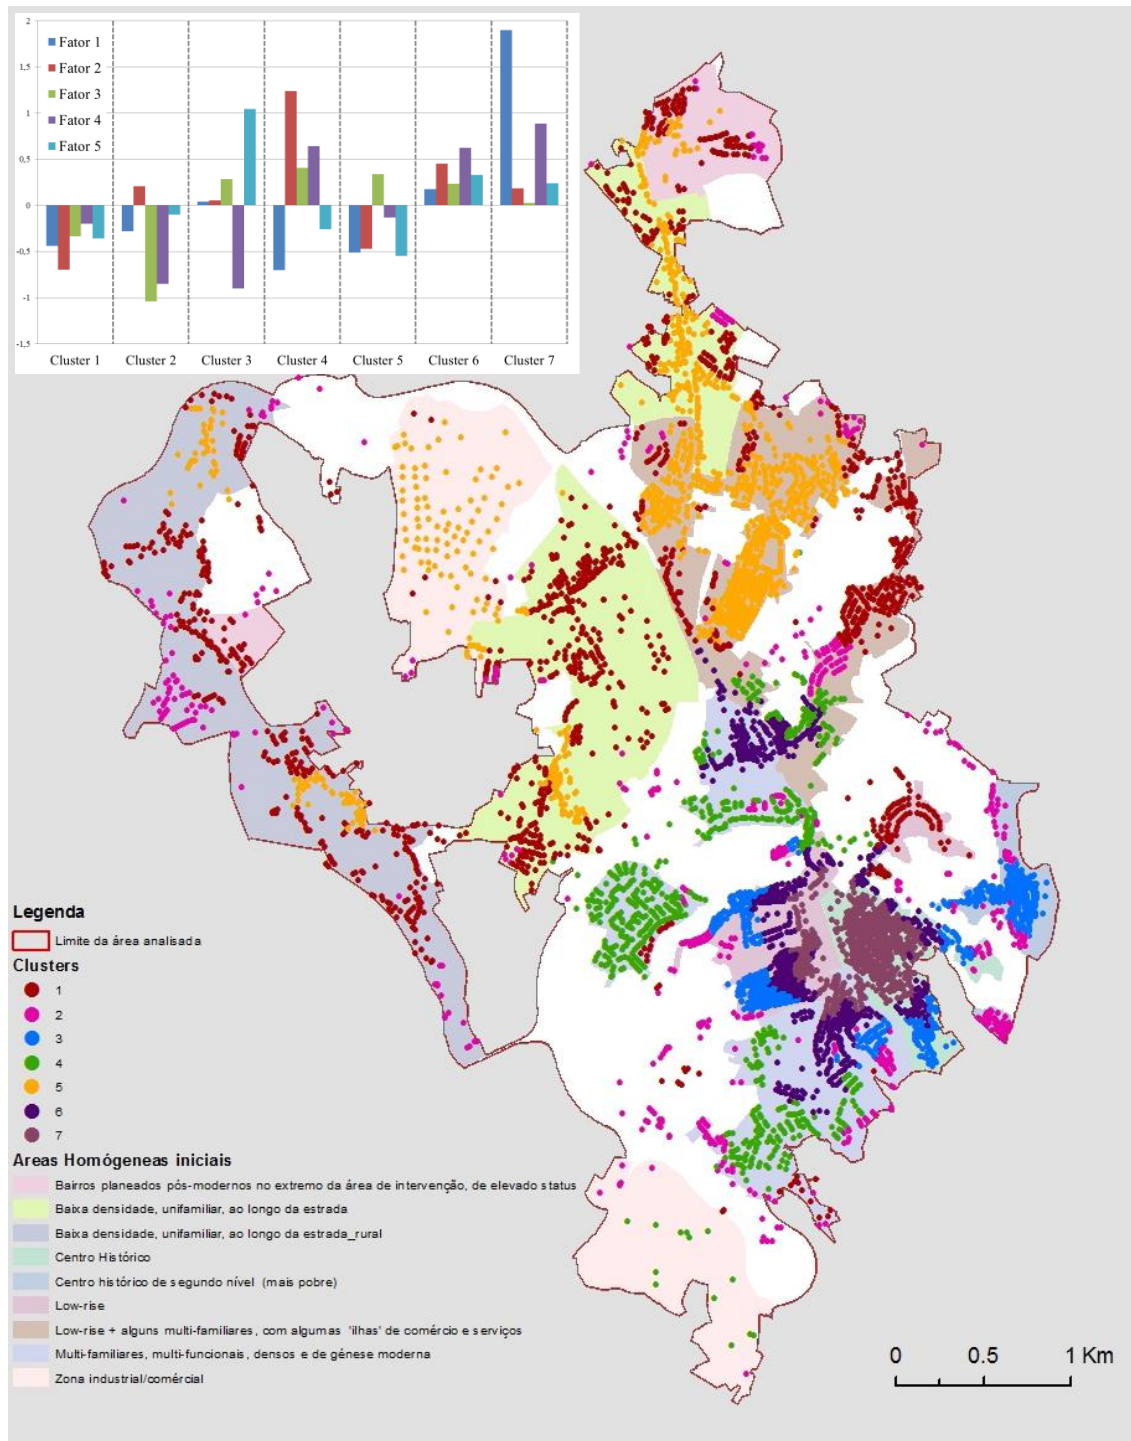 2
1,5
1
0,5
0
-0,5
-1
-1,5
Fator 1
Fator 2
Fator 3
Fator 4
Fator 5
Cluster 1 Cluster 2 Cluster 3 Cluster 4 Cluster 5 Cluster 6 Cluster 7
Legenda
Limite da área analisada
Clusters
1
2
3
4
5
6
7
Areas Homógeneas iniciais
Bairros planeados pós-modernos no extremo da área de intervenção, de elevado status
Baixa densidade, unifamiliar, ao longo da estrada
Baixa densidade, unifamiliar, ao longo da estrada_rural
Centro Histórico
Centro histórico de segundo nível (mais pobre)
Low-rise
Low-rise + alguns multi-familiares, com algumas 'ilhas' de comércio e serviços
Multi-familiares, multi-funcionais, densos e de génese moderna
Zona industrial/comércial
0 0.5 1 Km